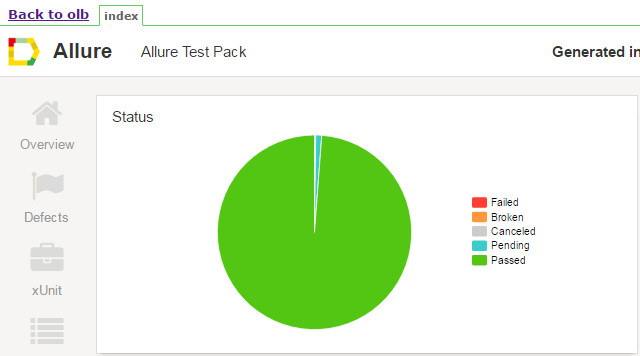 Back to olb index
Allure Allure Test Pack Generated in
Overview
Defects
xUnit
Status
Failed
Broken
Canceled
Pending
Passed